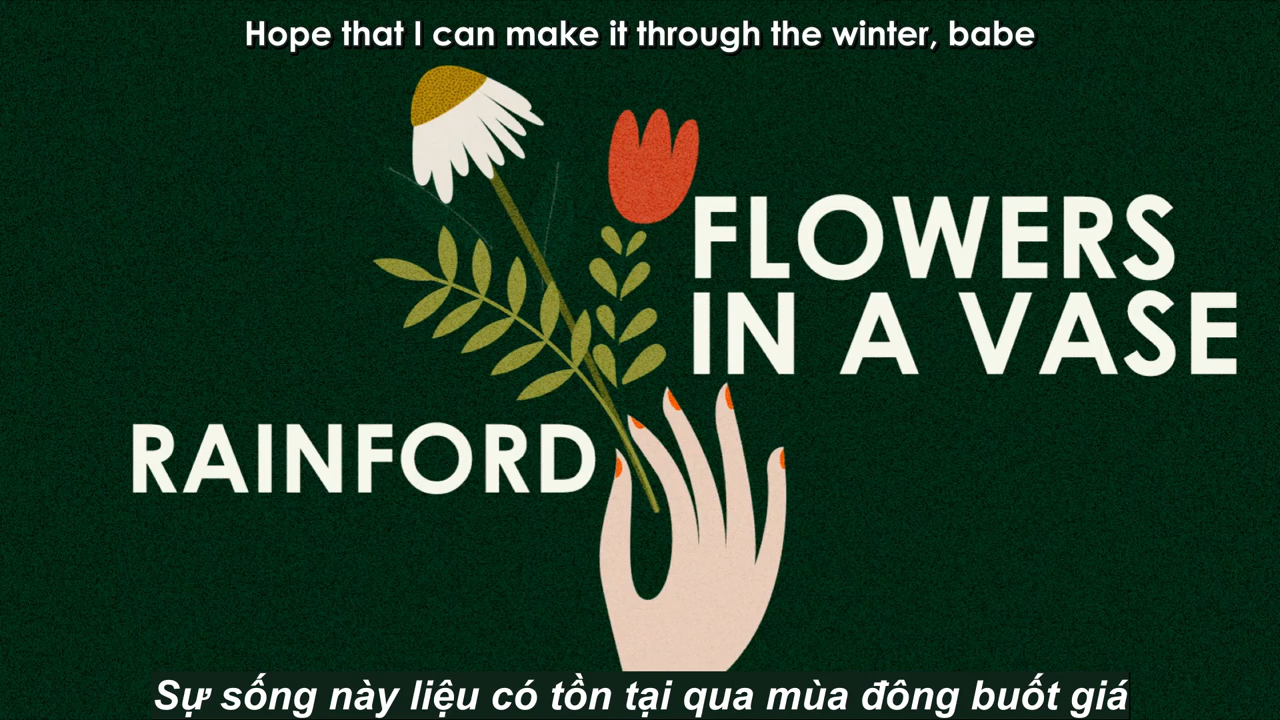 Hope that I can make it through the winter, babe
FLOWERS
IN A VASE
RAINFORD
Sự sống này liệu có tồn tại qua mùa đông buốt giá